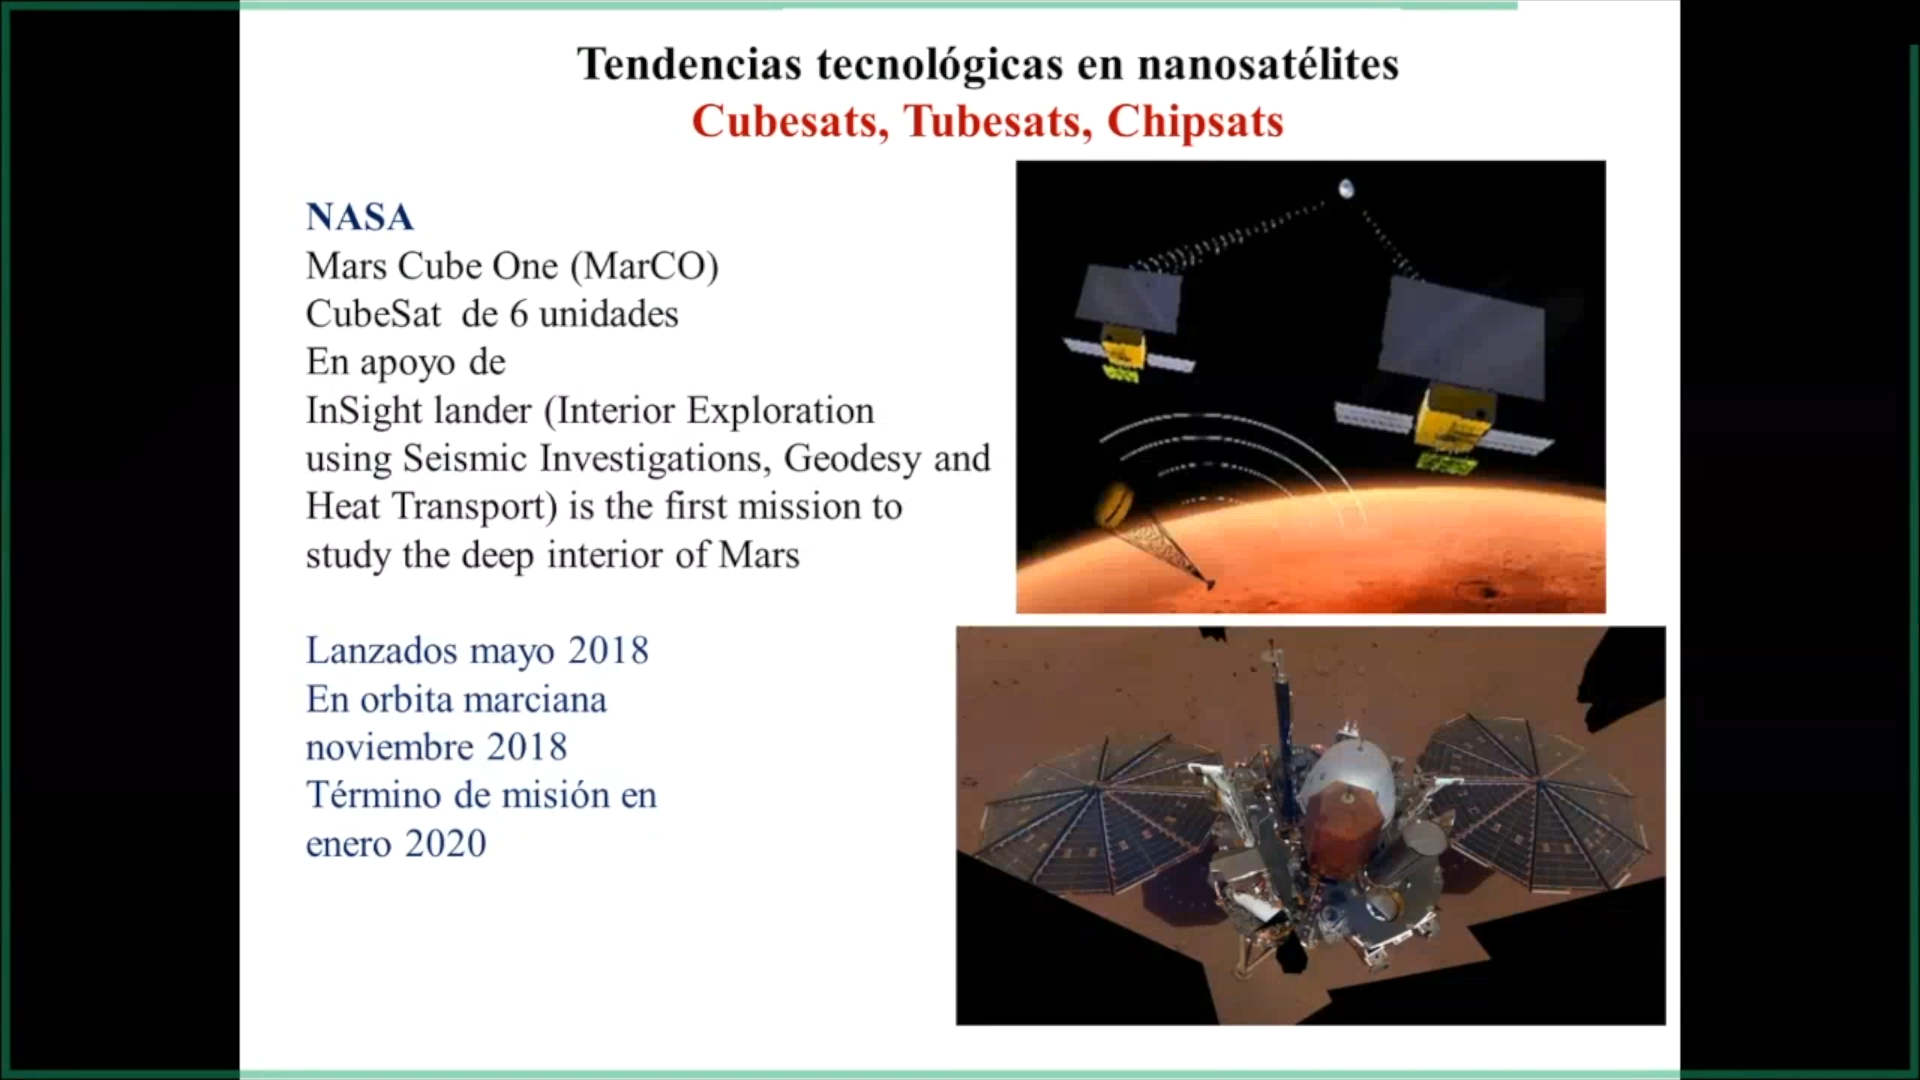 Tendencias tecnológicas en nanosatélites
Cubesats, Tubesats, Chipsats
NASA
Mars Cube One (MarCO)
CubeSat de 6 unidades
En apoyo de
InSight lander (Interior Exploration
using Seismic Investigations, Geodesy and
Heat Transport) is the first mission to
study the deep interior of Mars
Lanzados mayo 2018
En orbita marciana
noviembre 2018
Término de misión en
enero 2020